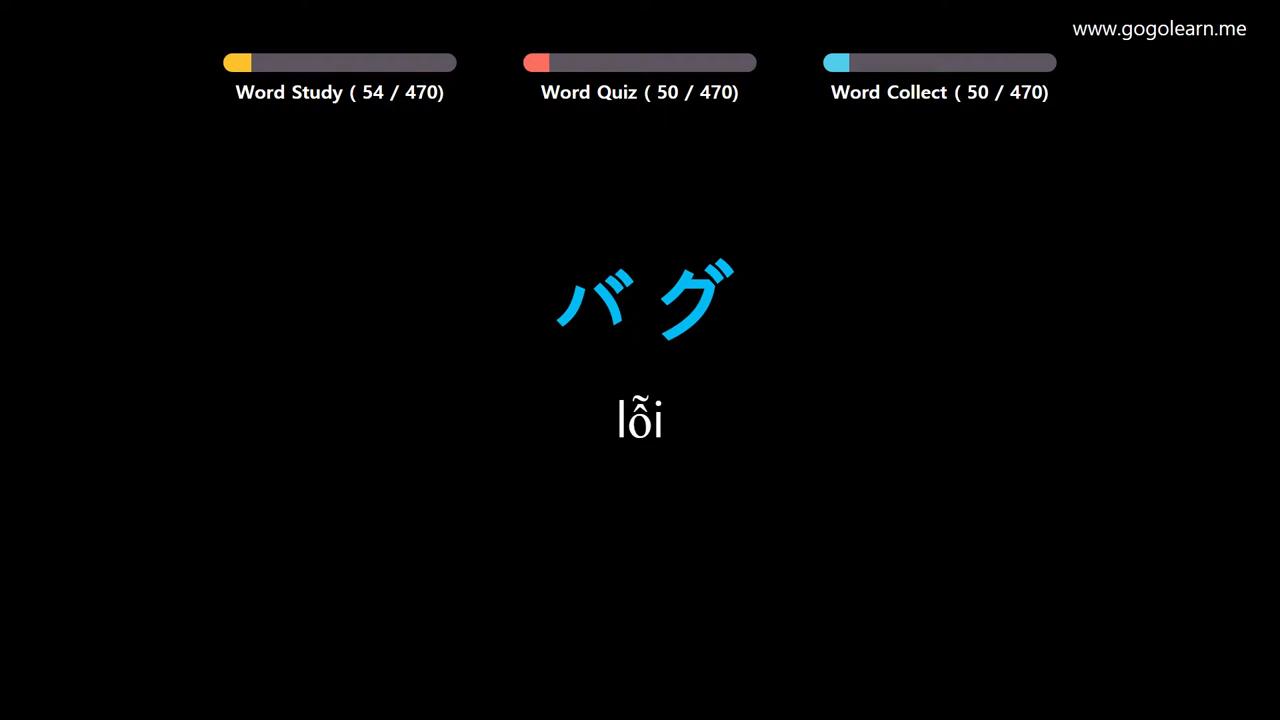 www.gogolearn.me
Word Study ( 54 / 470)
Word Quiz ( 50 / 470)
Word Collect ( 50 / 470)
バグ
lỗi